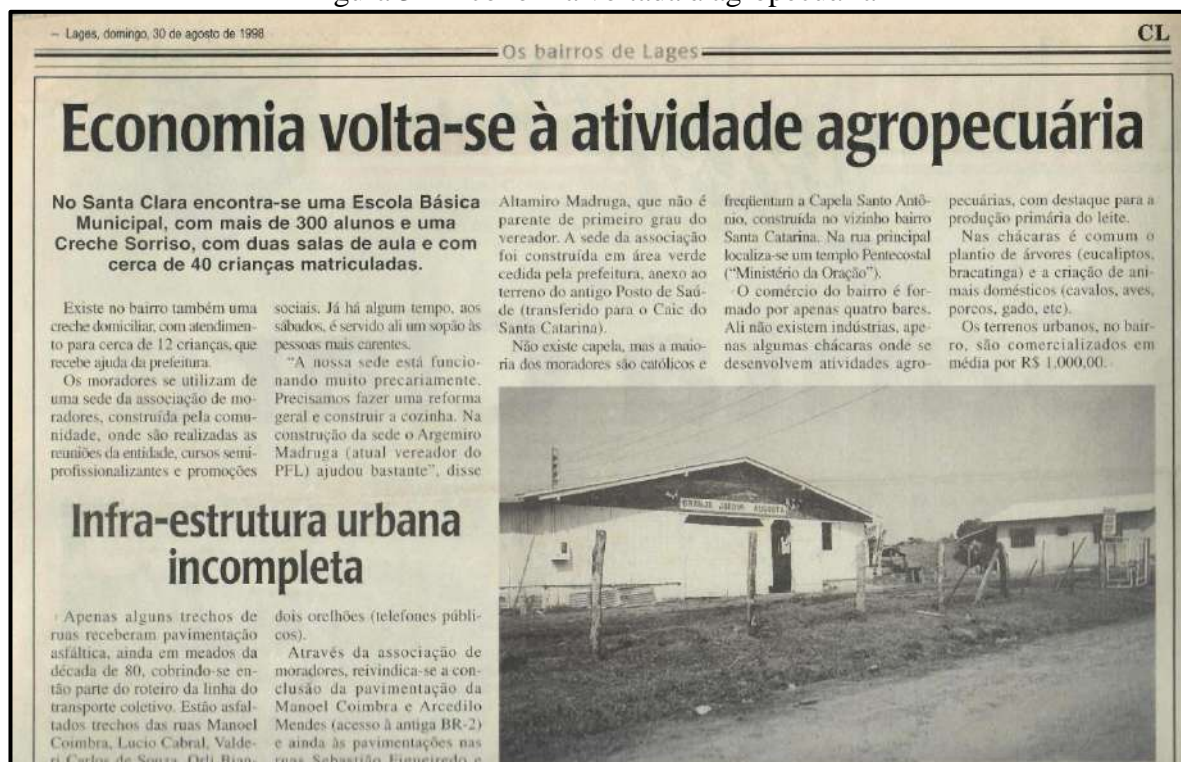 ~ Lages, domingo, 30 de agosto de 1998
Os bairros de Lages
CL
Economia volta-se à atividade agropecuária
No Santa Clara encontra-se uma Escola Básica
Municipal, com mais de 300 alunos e uma
Creche Sorriso, com duas salas de aula e com
cerca de 40 crianças matriculadas.
Existe no bairro também uma
creche domiciliar, com atendimen-
to para cerca de 12 crianças, que
recebe ajuda da prefeitura.
Os moradores se utilizam de
uma sede da associação de mo-
radores, construída pela comu-
nidade, onde são realizadas as
reuniões da entidade, cursos semi-
profissionalizantes e promoções
sociais. Já há algum tempo, aos
sábados, é servido ali um sopão às
pessoas mais carentes.
"A nossa sede está funcio-
nando muito precariamente.
Precisamos fazer uma reforma
geral e construir a cozinha. Na
construção da sede o Argemiro
Madruga (atual vereador do
PFL) ajudou bastante", disse
Altamiro Madruga, que não é
parente de primeiro grau do
vereador. A sede da associação
foi construída em área verde
cedida pela prefeitura, anexo ao
terreno do antigo Posto de Saú-
de (transferido para o Caic do
Santa Catarina).
Não existe capela, mas a maio-
ria dos moradores são católicos e
freqüentam a Capela Santo Antô-
nio, construída no vizinho bairro
Santa Catarina. Na rua principal
localiza-se um templo Pentecostal
("Ministério da Oração").
O comércio do bairro é for-
mado por apenas quatro bares.
Ali não existem indústrias, ape-
nas algumas chácaras onde se
desenvolvem atividades agro-
pecuárias, com destaque para a
produção primária do leite.
Nas chácaras é comum o
plantio de árvores (eucaliptos,
bracatinga) e a criação de ani-
mais domésticos (cavalos, aves,
porcos, gado, etc).
Os terrenos urbanos, no bair-
ro, são comercializados em
média por R$ 1.000,00.
Infra-estrutura urbana
incompleta
Apenas alguns trechos de
ruas receberam pavimentação
asfáltica, ainda em meados da
década de 80, cobrindo-se en-
tão parte do roteiro da linha do
transporte coletivo. Estão asfal-
tados trechos das ruas Manoel
Coimbra, Lucio Cabral, Valde-
ri Carlos de Souza, Orli
dois orelhões (telefones públi-
cos).
Através da associação de
moradores, reivindica-se a con-
clusão da pavimentação da
Manoel Coimbra e Arcedilo
Mendes (acesso à antiga BR-2)
e ainda às pavimentações nas
ruas Sebastião Figueiredo e
JARDIM AUGUSTA